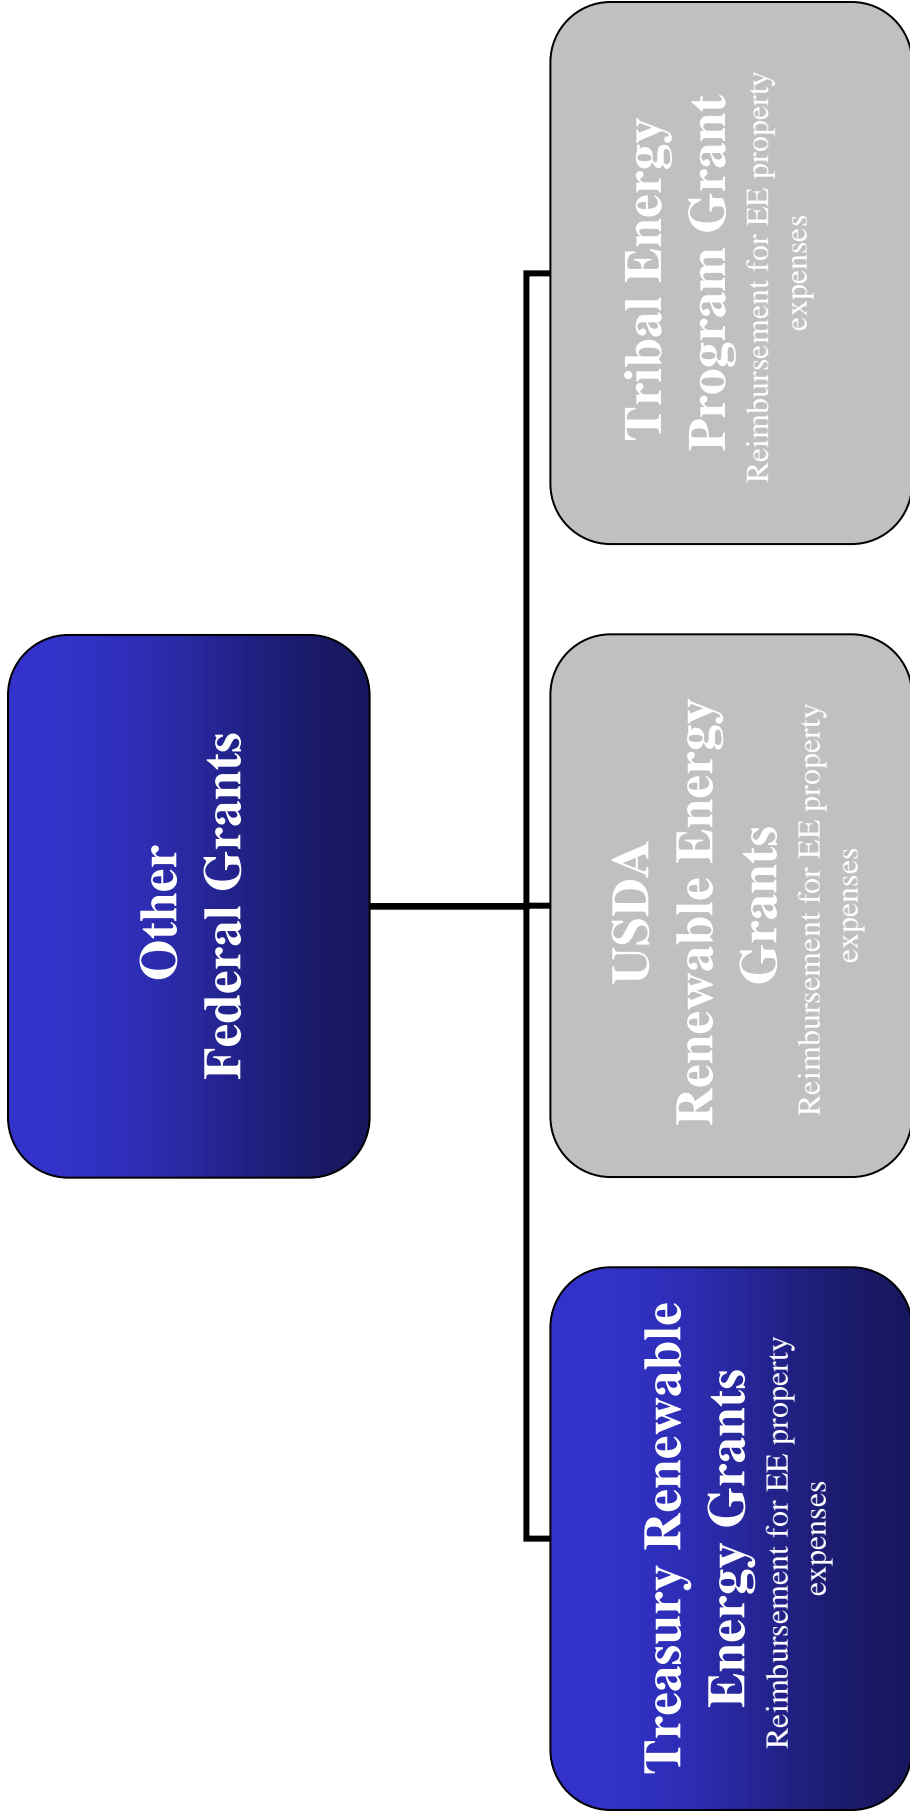 Other
Federal Grants
Treasury Renewable
Energy Grants
Reimbursement for EE property
expenses
USDA
Renewable Energy
Grants
Reimbursement for EE property
expenses
Tribal Energy
Program Grant
Reimbursement for EE property
expenses